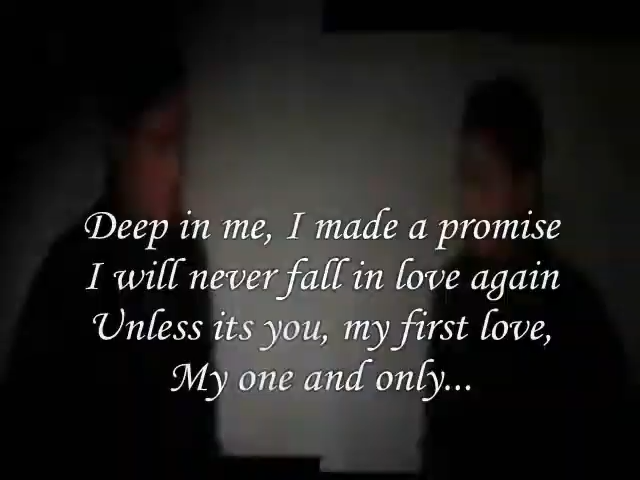 Deep in me, I made a promise
I will never fall in love again
Unless its you, my first love,
My one and only...